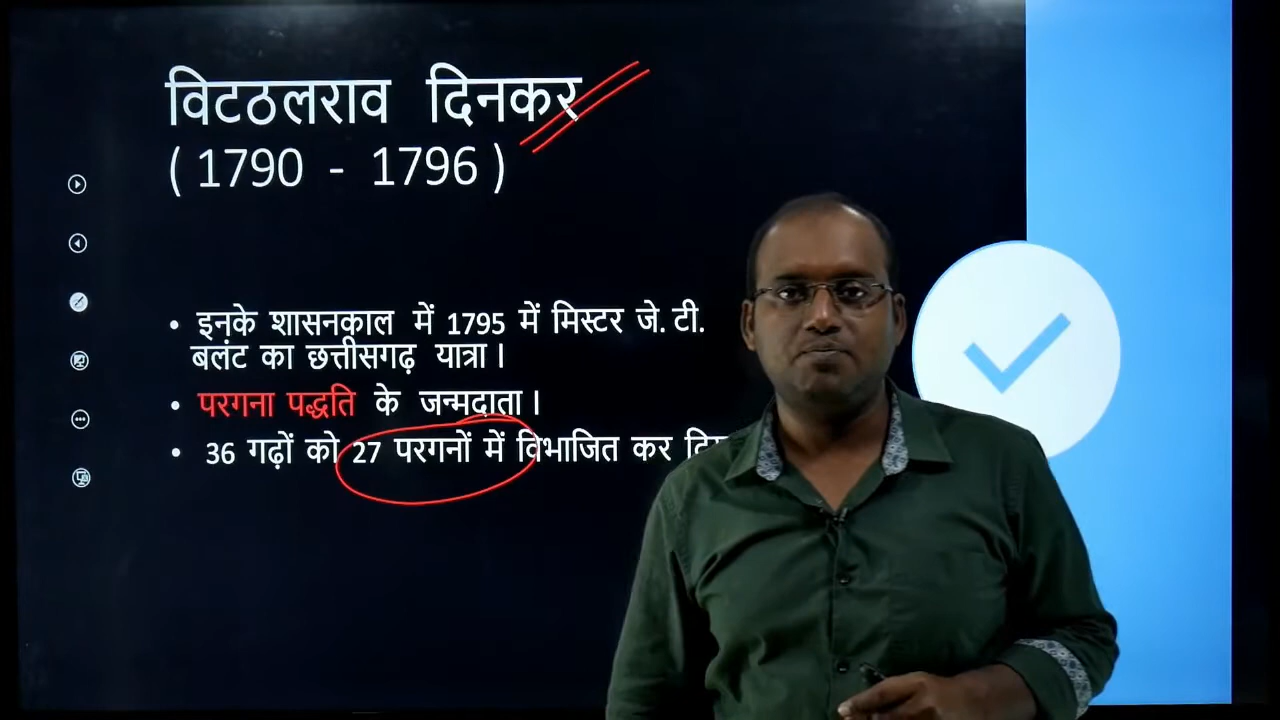 विटठलराव दिनकर
( 1790 - 1796 )
• इनके शासनकाल में 1795 में मिस्टर जे. टी.
बलंट का छत्तीसगढ़ यात्रा ।
• परगना पद्धति के जन्मदाता ।
• 36 गढ़ों को 27 परगनों में विभाजित कर